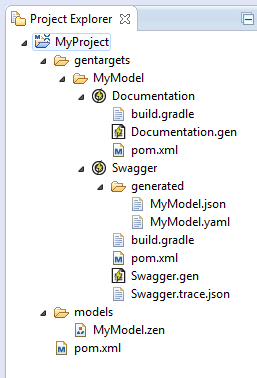 Project Explorer
MyProject
gentargets
MyModel
Documentation
build.gradle
Documentation.gen
pom.xml
Swagger
generated
MyModel.json
MyModel.yaml
build.gradle
pom.xml
Swagger.gen
Swagger.trace.json
models
MyModel.zen
pom.xml